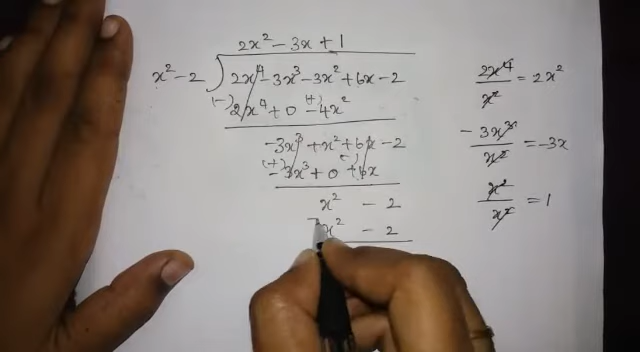 2x² - 3x + 1
x² - 2 ) 2x⁴ - 3x³ - 3x² + 6x - 2
(-) 2x⁴ + 0 (+) - 4x²
-3x³ + x² + 6x - 2
(+) -3x³ + 0 (-) + 6x
x² - 2
x² - 2
2x⁴/x² = 2x²
-3x³/x² = -3x
x²/x² = 1